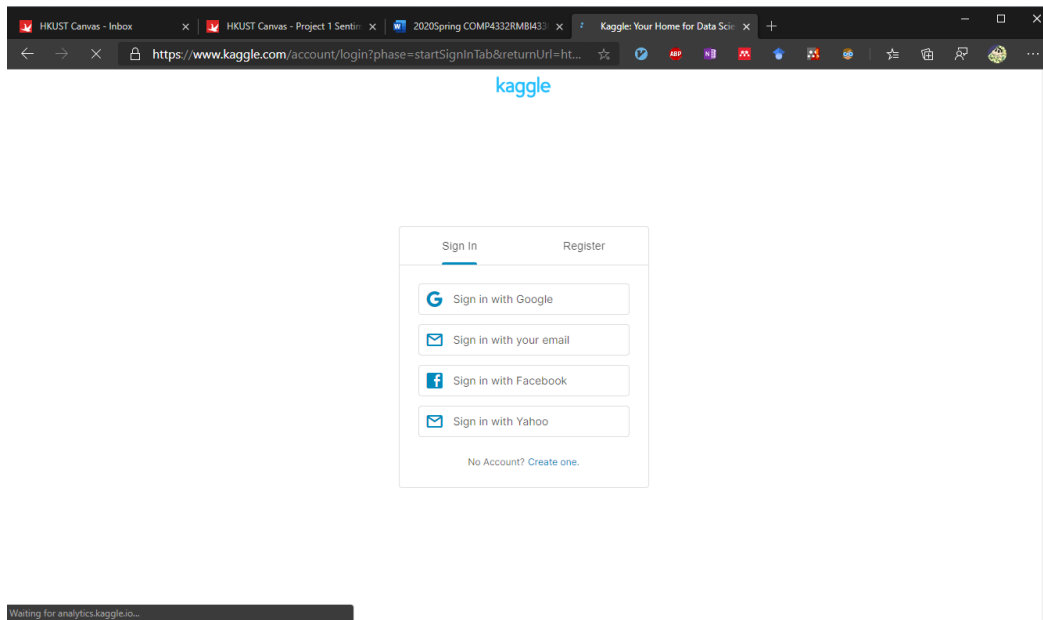 HKUST Canvas - Inbox
HKUST Canvas - Project 1 Sentin
2020Spring COMP4332RMBI433
Kaggle: Your Home for Data Scie
https://www.kaggle.com/account/login?phase=startSignInTab&returnUrl=ht...
ABP
kaggle
Sign In Register
Sign in with Google
Sign in with your email
Sign in with Facebook
Sign in with Yahoo
No Account? Create one.
Waiting for analytics.kaggle.io...